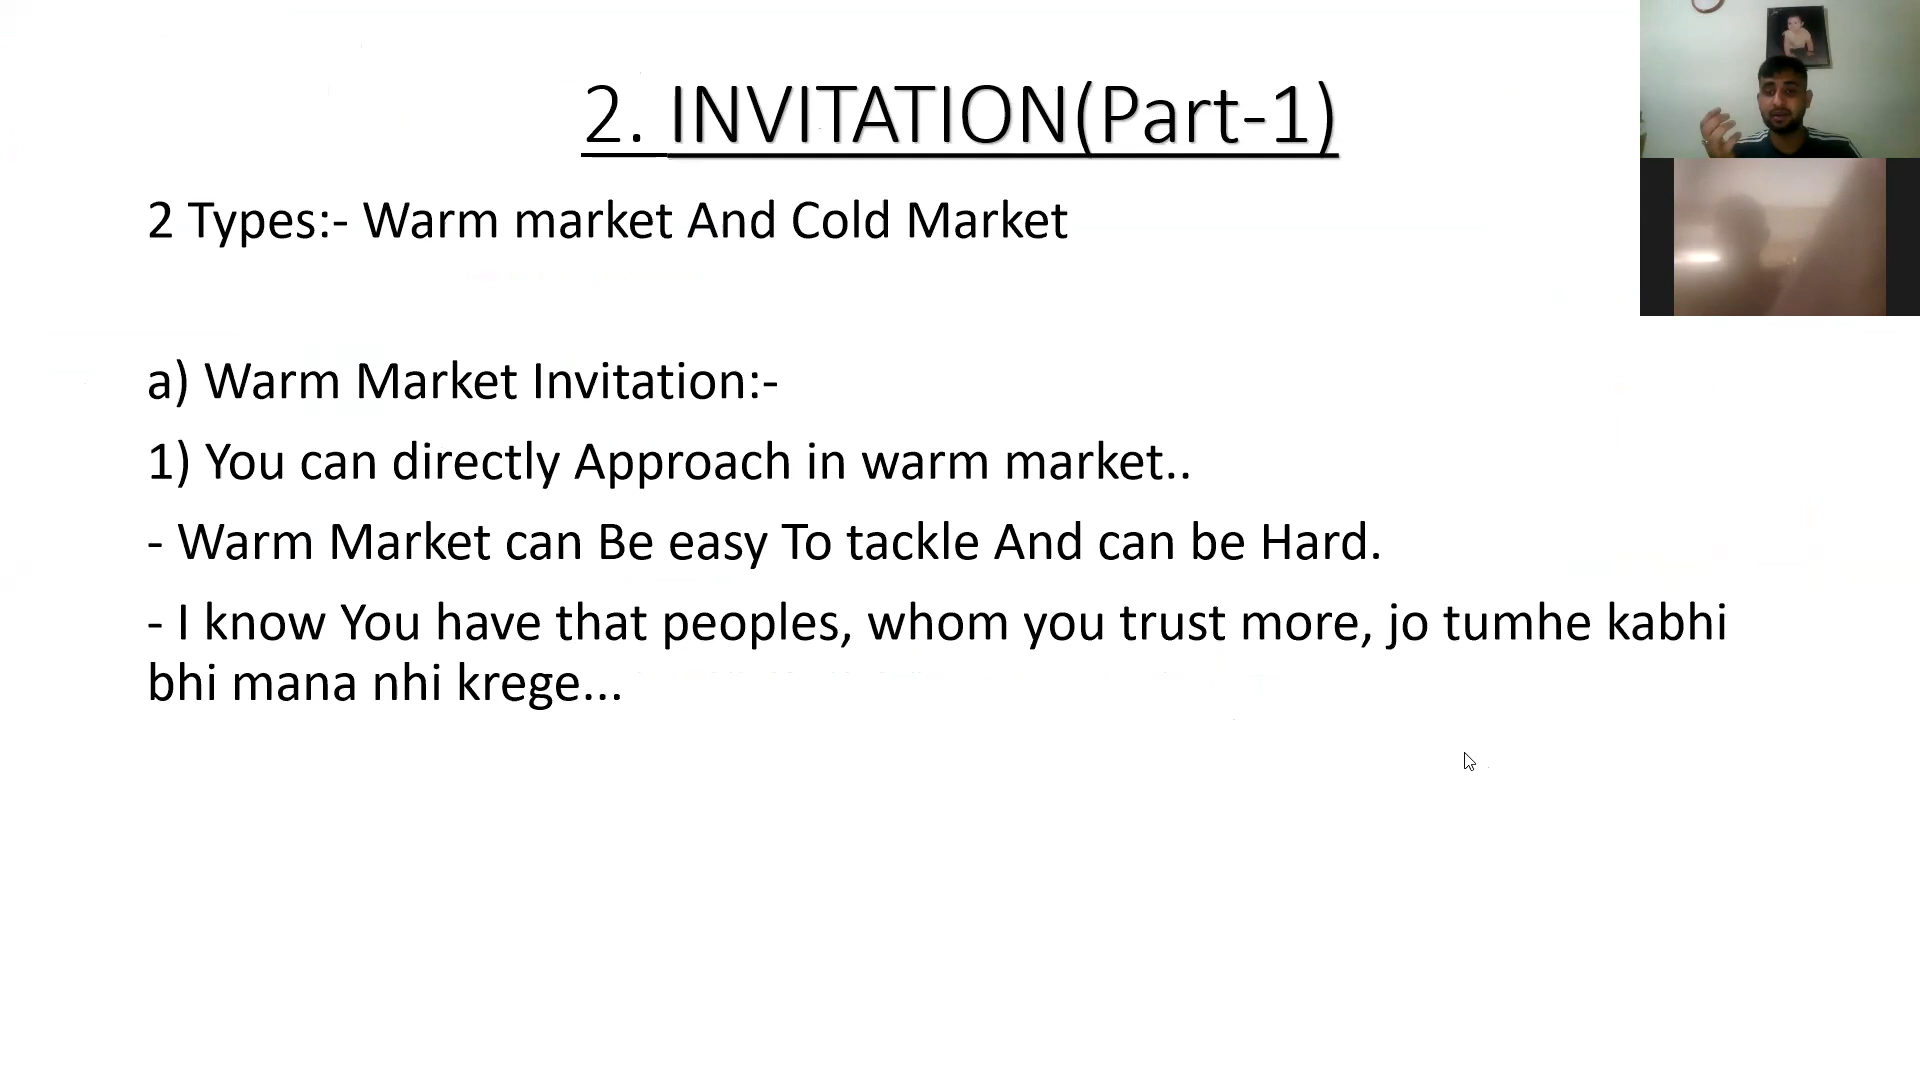 2. INVITATION(Part-1)
2 Types:- Warm market And Cold Market
a) Warm Market Invitation:-
1) You can directly Approach in warm market..
- Warm Market can Be easy To tackle And can be Hard.
- I know You have that peoples, whom you trust more, jo tumhe kabhi
bhi mana nhi krege...